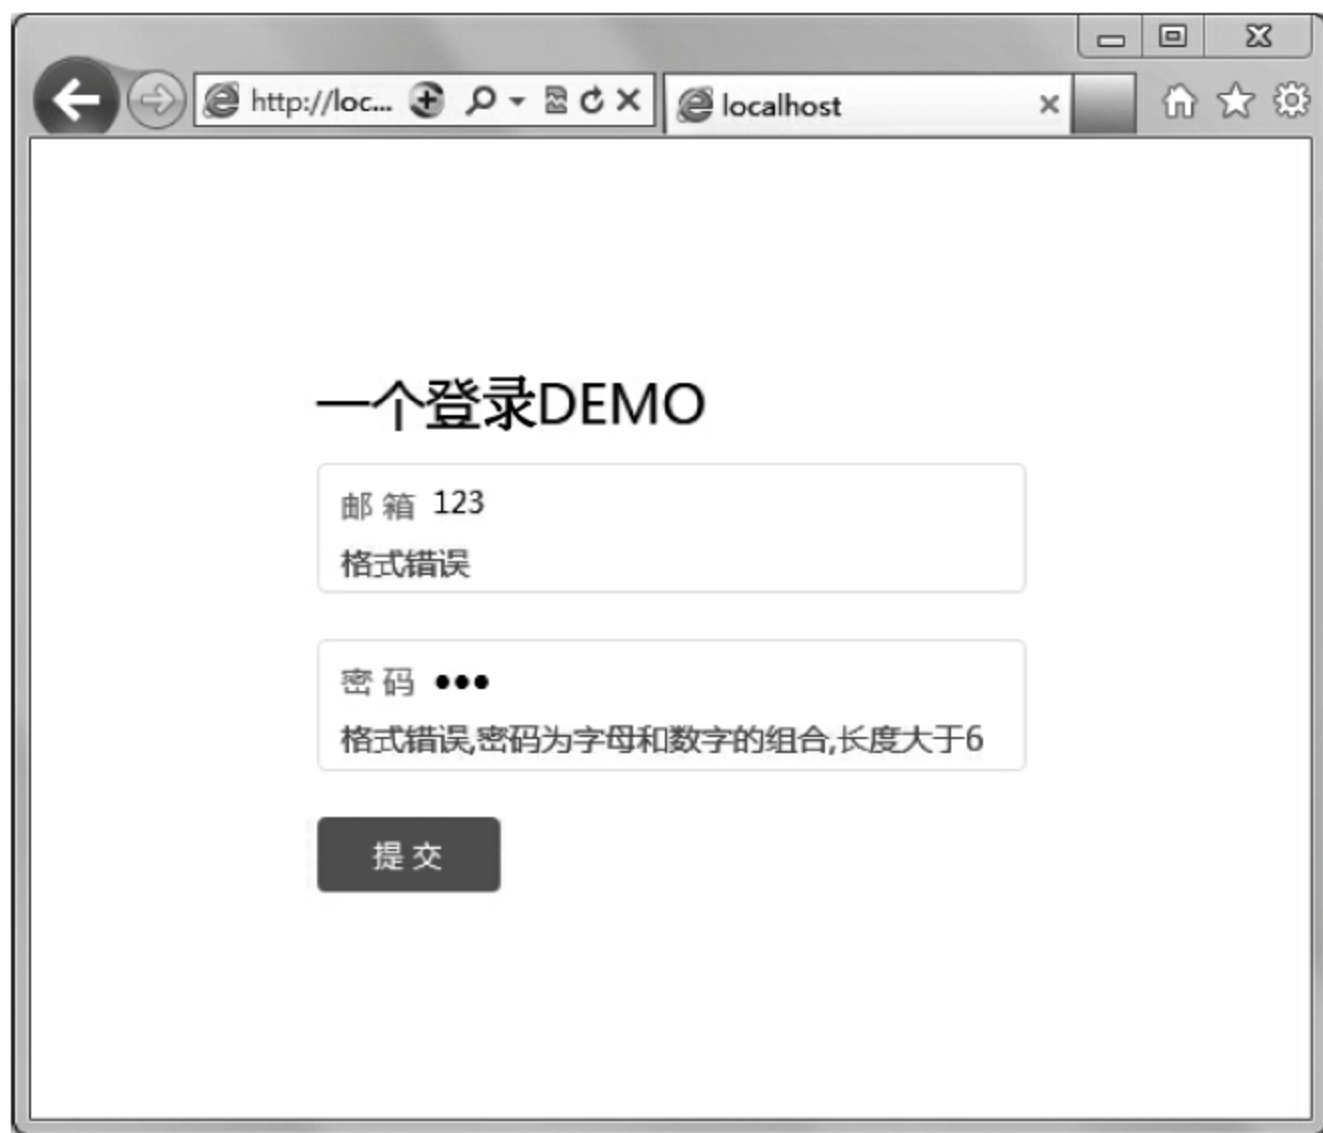 http://loc...
localhost
一个登录DEMO
邮 箱 123
格式错误
密 码 •••
格式错误,密码为字母和数字的组合,长度大于6
提 交